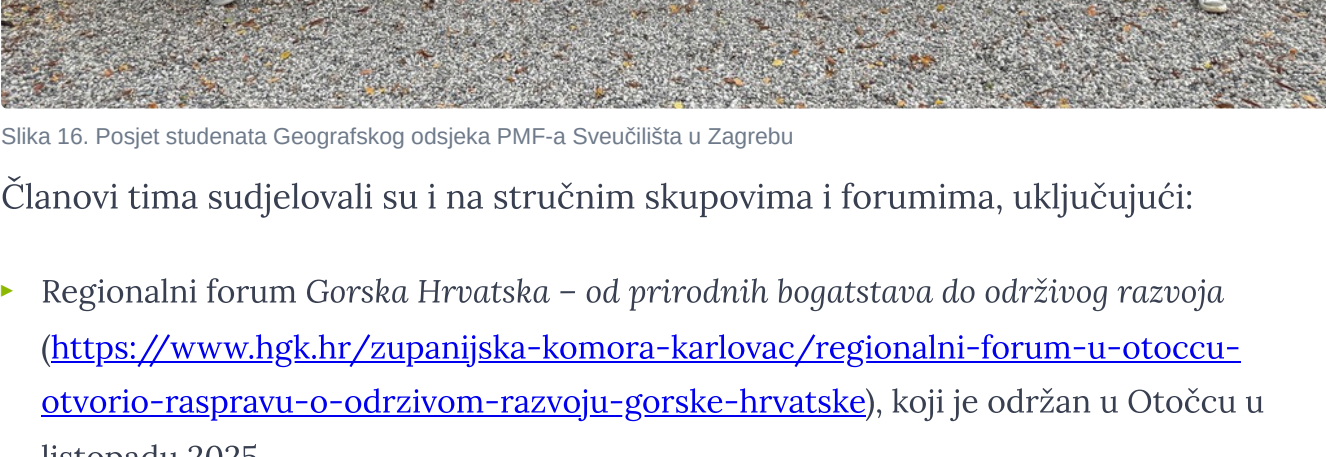 Slika 16. Posjet studenata Geografskog odsjeka PMF-a Sveučilišta u Zagrebu
Članovi tima sudjelovali su i na stručnim skupovima i forumima, uključujući:
▸ Regionalni forum Gorska Hrvatska – od prirodnih bogatstava do održivog razvoja
(https://www.hgk.hr/zupanijska-komora-karlovac/regionalni-forum-u-otoccu-
otvorio-raspravu-o-odrzivom-razvoju-gorske-hrvatske), koji je održan u Otočcu u
listopadu 2025